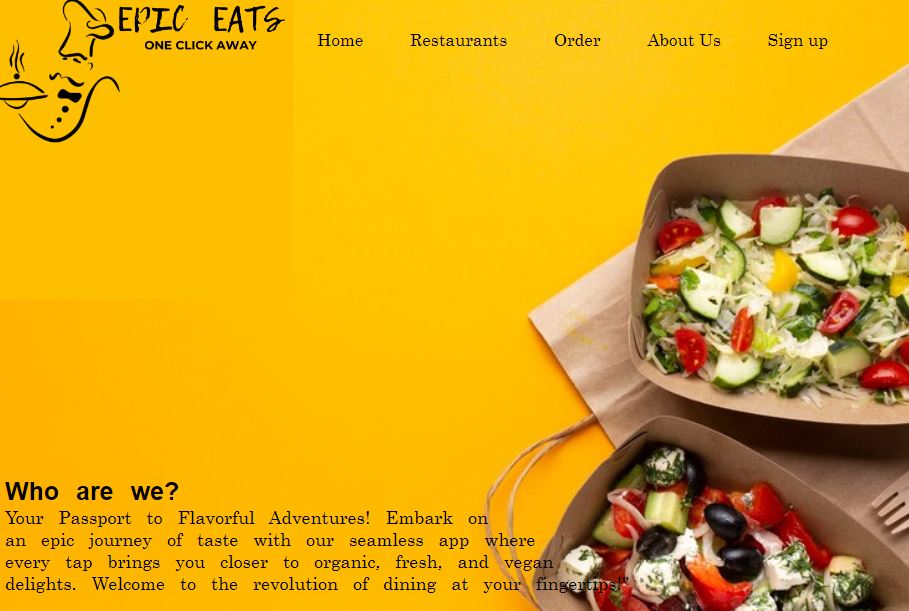 EPIC EATS
ONE CLICK AWAY
Home Restaurants Order About Us Sign up
Who are we?
Your Passport to Flavorful Adventures! Embark on
an epic journey of taste with our seamless app where
every tap brings you closer to organic, fresh, and vegan
delights. Welcome to the revolution of dining at your fingertips!"